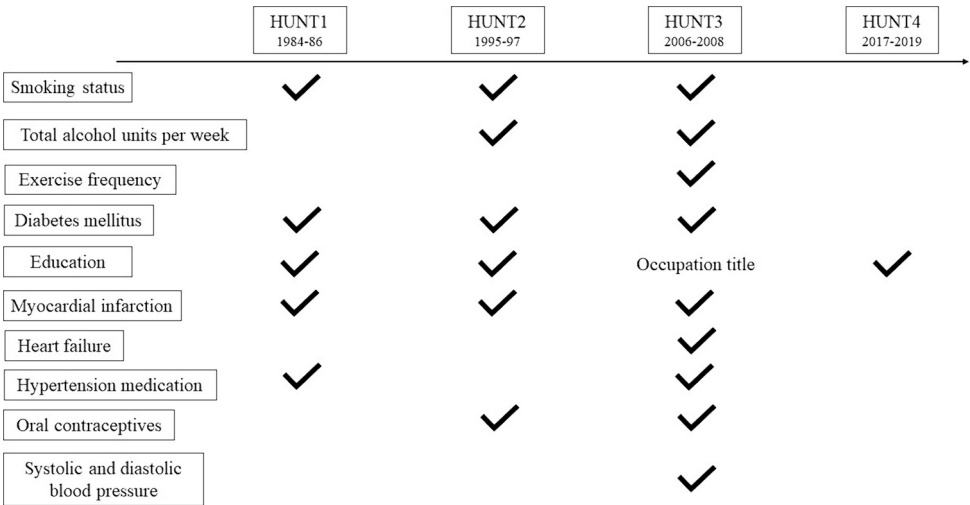 HUNT1 HUNT2 HUNT3 HUNT4
1984-86 1995-97 2006-2008 2017-2019
Smoking status
Total alcohol units per week
Exercise frequency
Diabetes mellitus
Education Occupation title
Myocardial infarction
Heart failure
Hypertension medication
Oral contraceptives
Systolic and diastolic
blood pressure